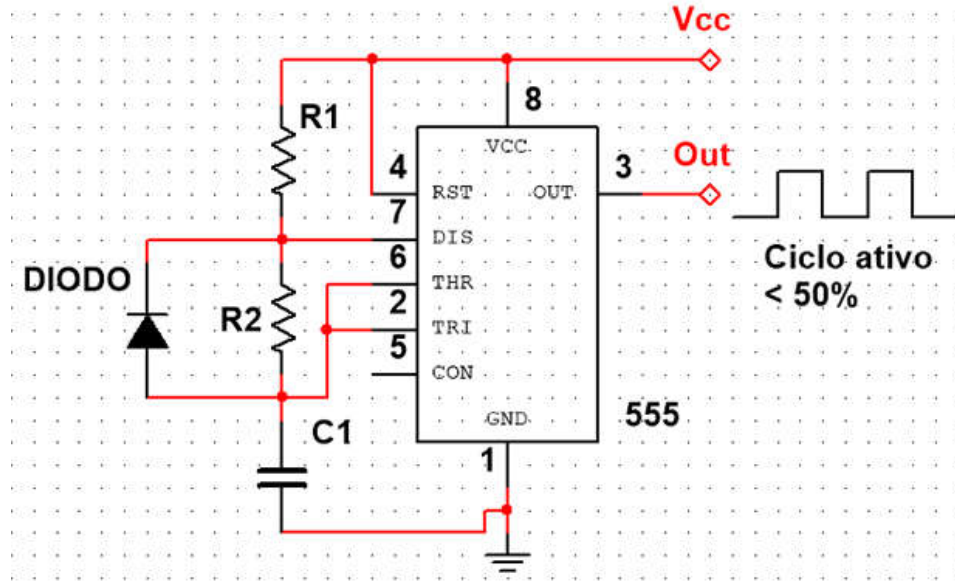 Vcc
8
R1
VCC
Out
4
3
RST
OUT
7
DIS
6
Ciclo ativo
< 50%
DIODO
THR
R2
2
TRI
5
CON
GND
555
C1
1